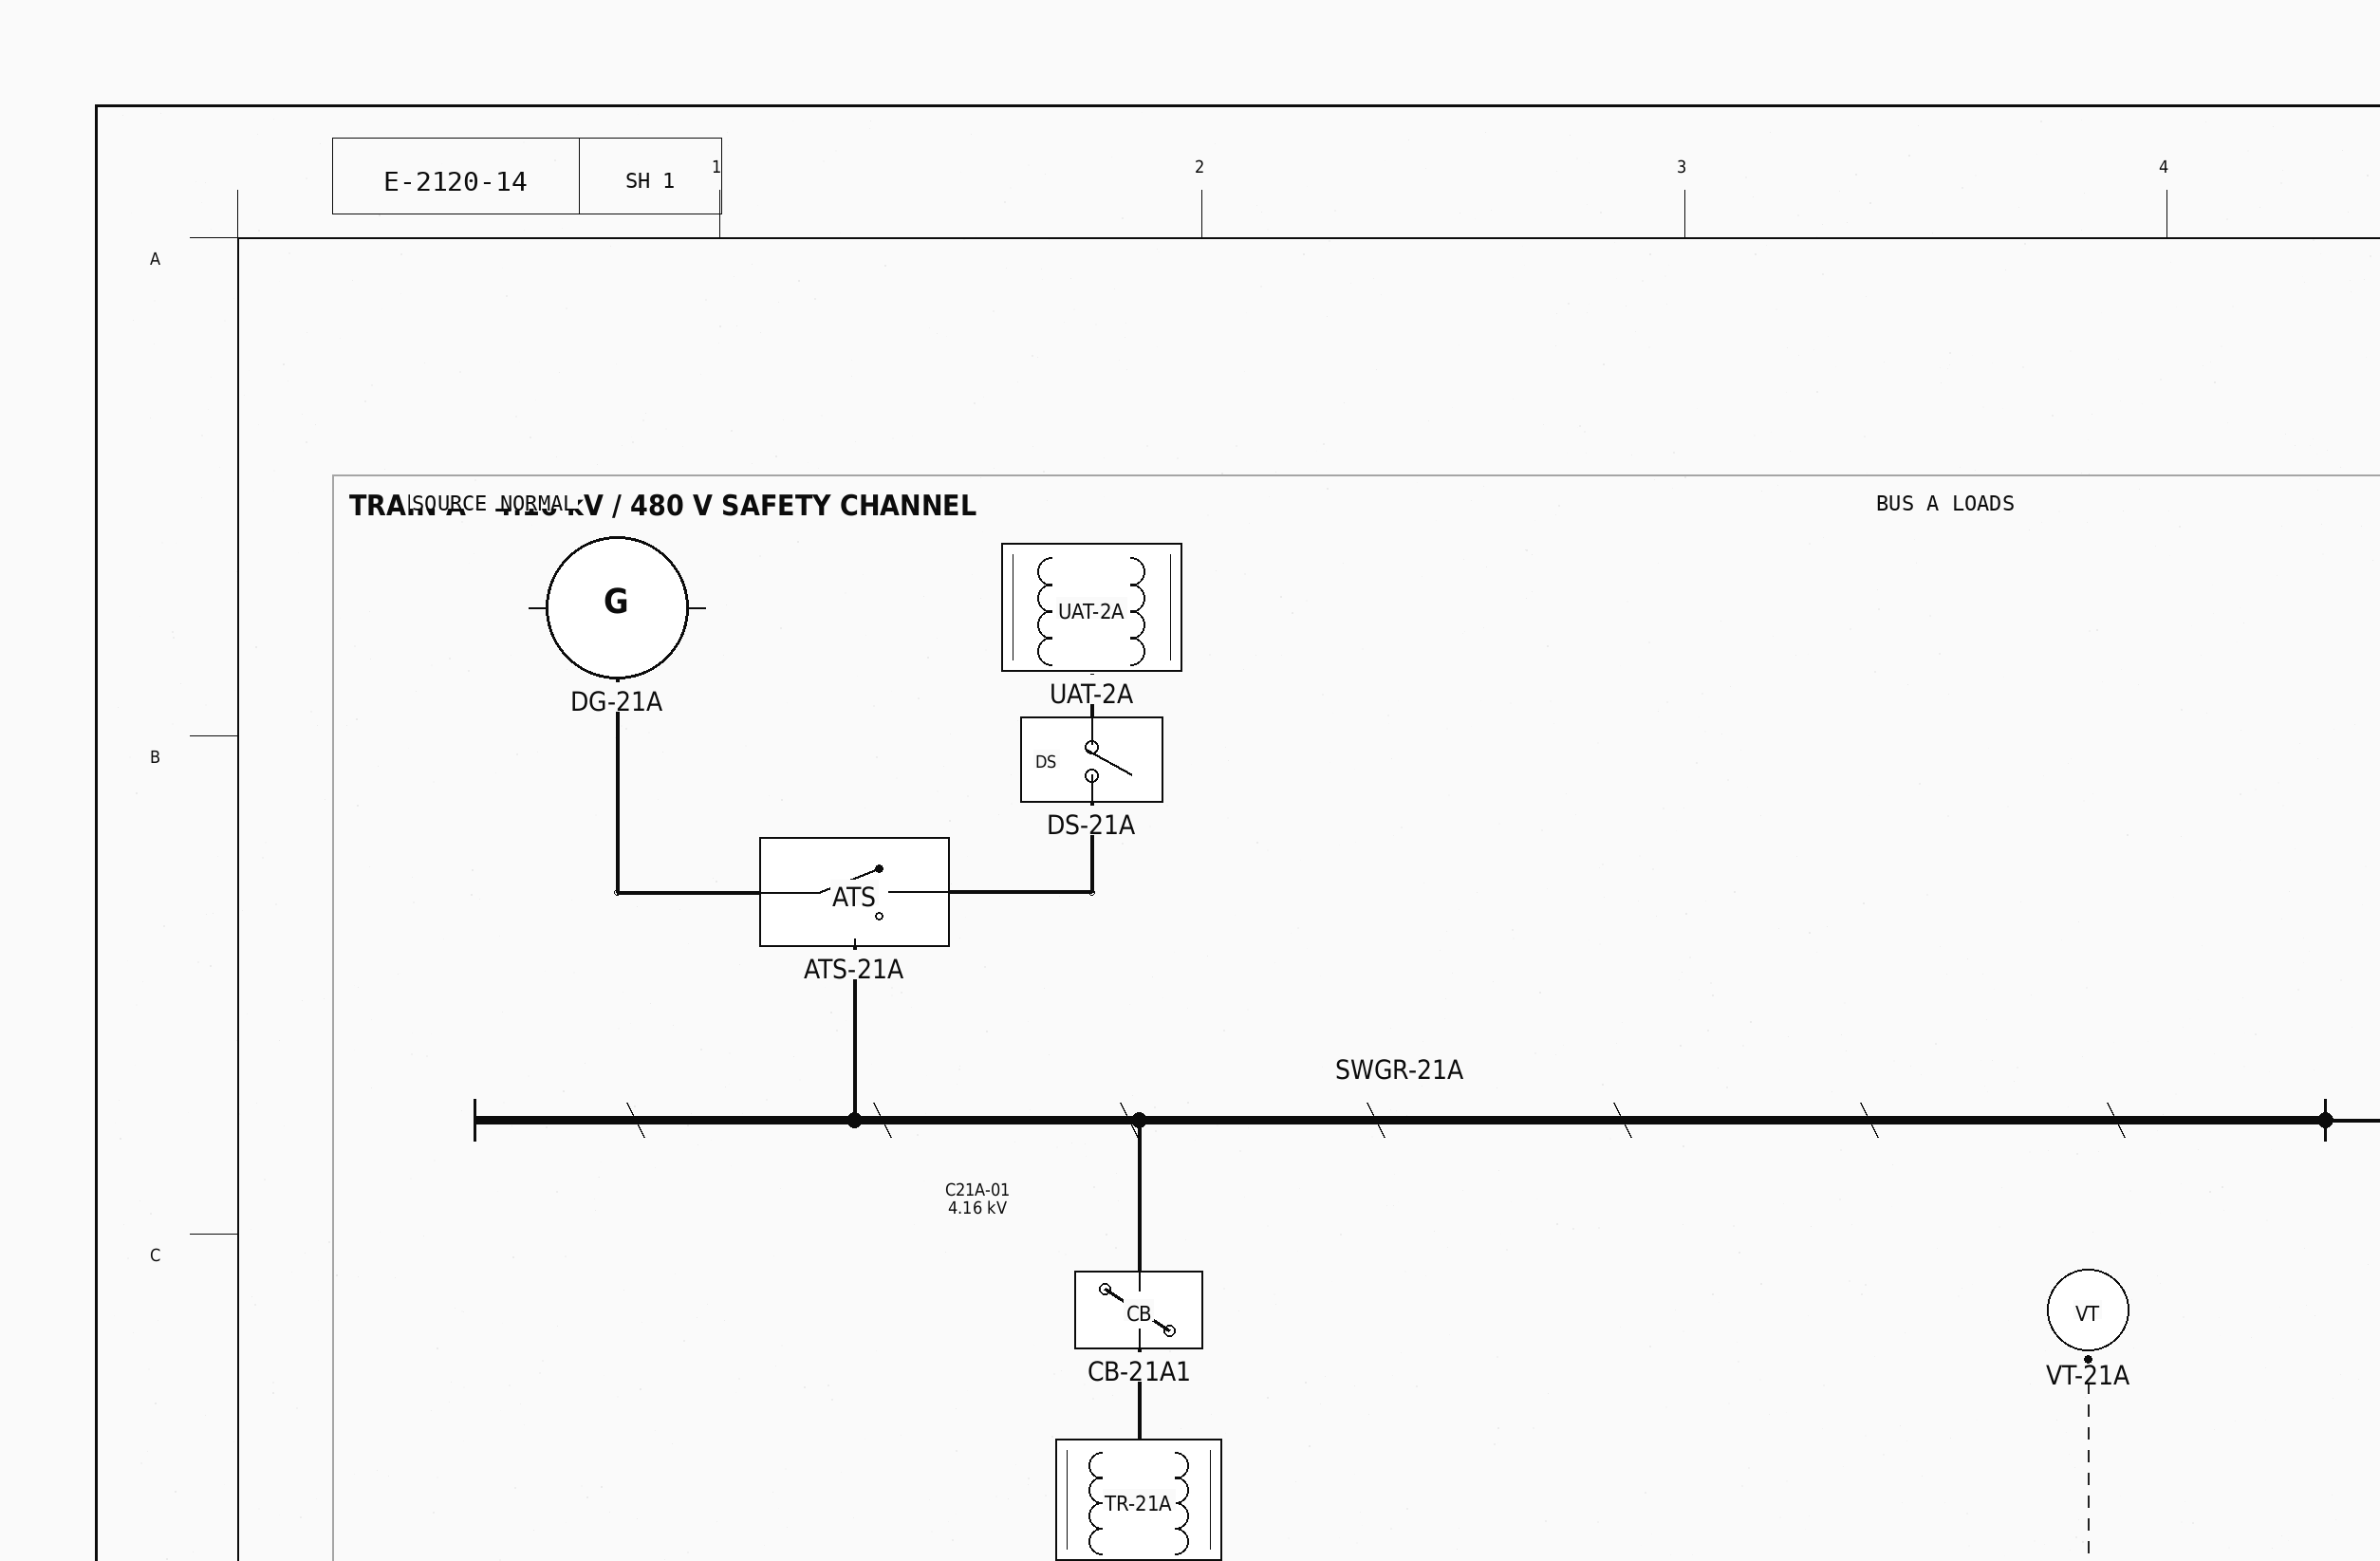 E-2120-14 SH 1
1 2 3 4
A
SOURCE NORMAL
/ 480 V SAFETY CHANNEL
BUS A LOADS
G
UAT-2A
DG-21A
UAT-2A
B
DS
DS-21A
ATS
ATS-21A
SWGR-21A
C21A-01
4.16 kV
C
CB
VT
CB-21A1
VT-21A
TR-21A